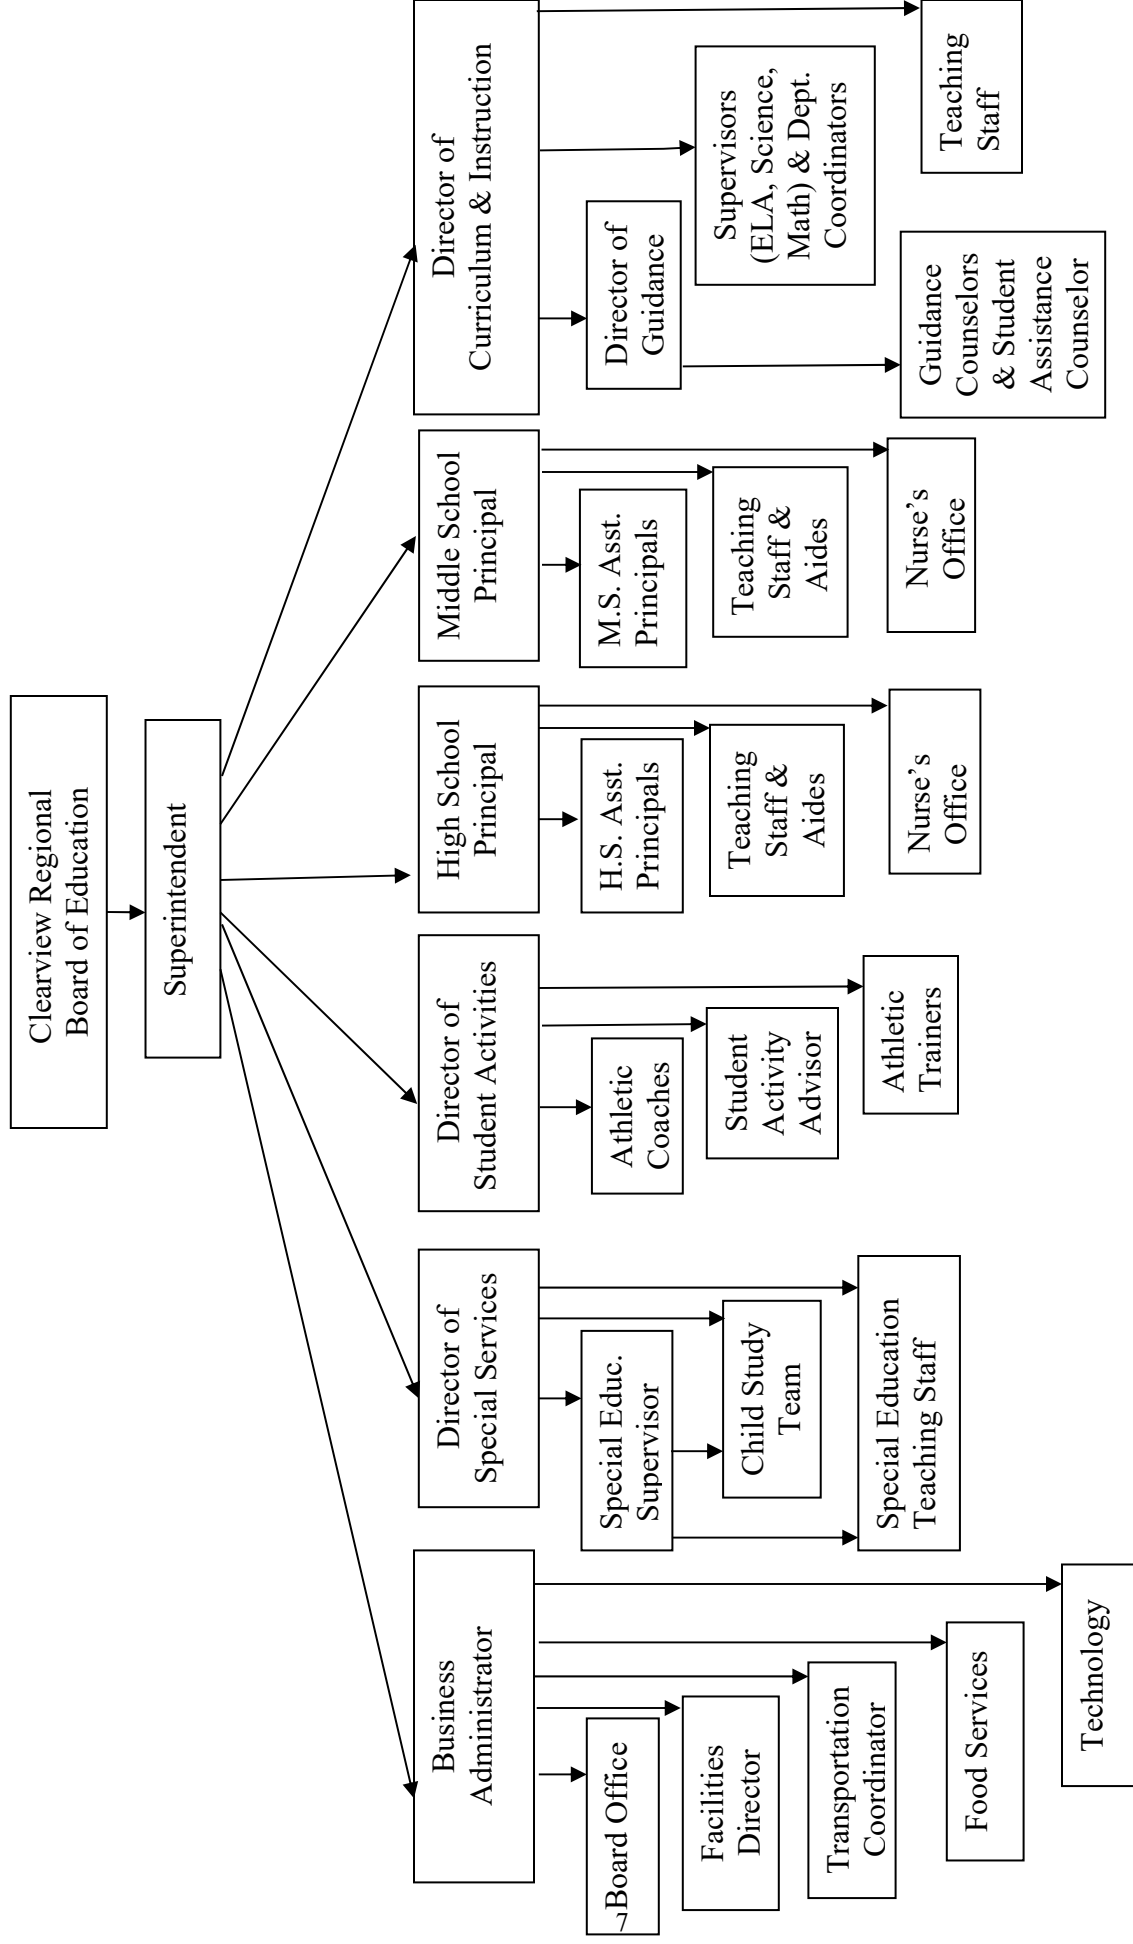 Clearview Regional
Board of Education
Superintendent
Business
Administrator
Director of
Special Services
Director of
Student Activities
High School
Principal
Middle School
Principal
Director of
Curriculum & Instruction
Board Office
Facilities
Director
Transportation
Coordinator
Food Services
Technology
Special Educ.
Supervisor
Child Study
Team
Special Education
Teaching Staff
Athletic
Coaches
Student
Activity
Advisor
Athletic
Trainers
H.S. Asst.
Principals
Teaching
Staff &
Aides
Nurse’s
Office
M.S. Asst.
Principals
Teaching
Staff &
Aides
Nurse’s
Office
Director of
Guidance
Guidance
Counselors
& Student
Assistance
Counselor
Supervisors
(ELA, Science,
Math) & Dept.
Coordinators
Teaching
Staff
7